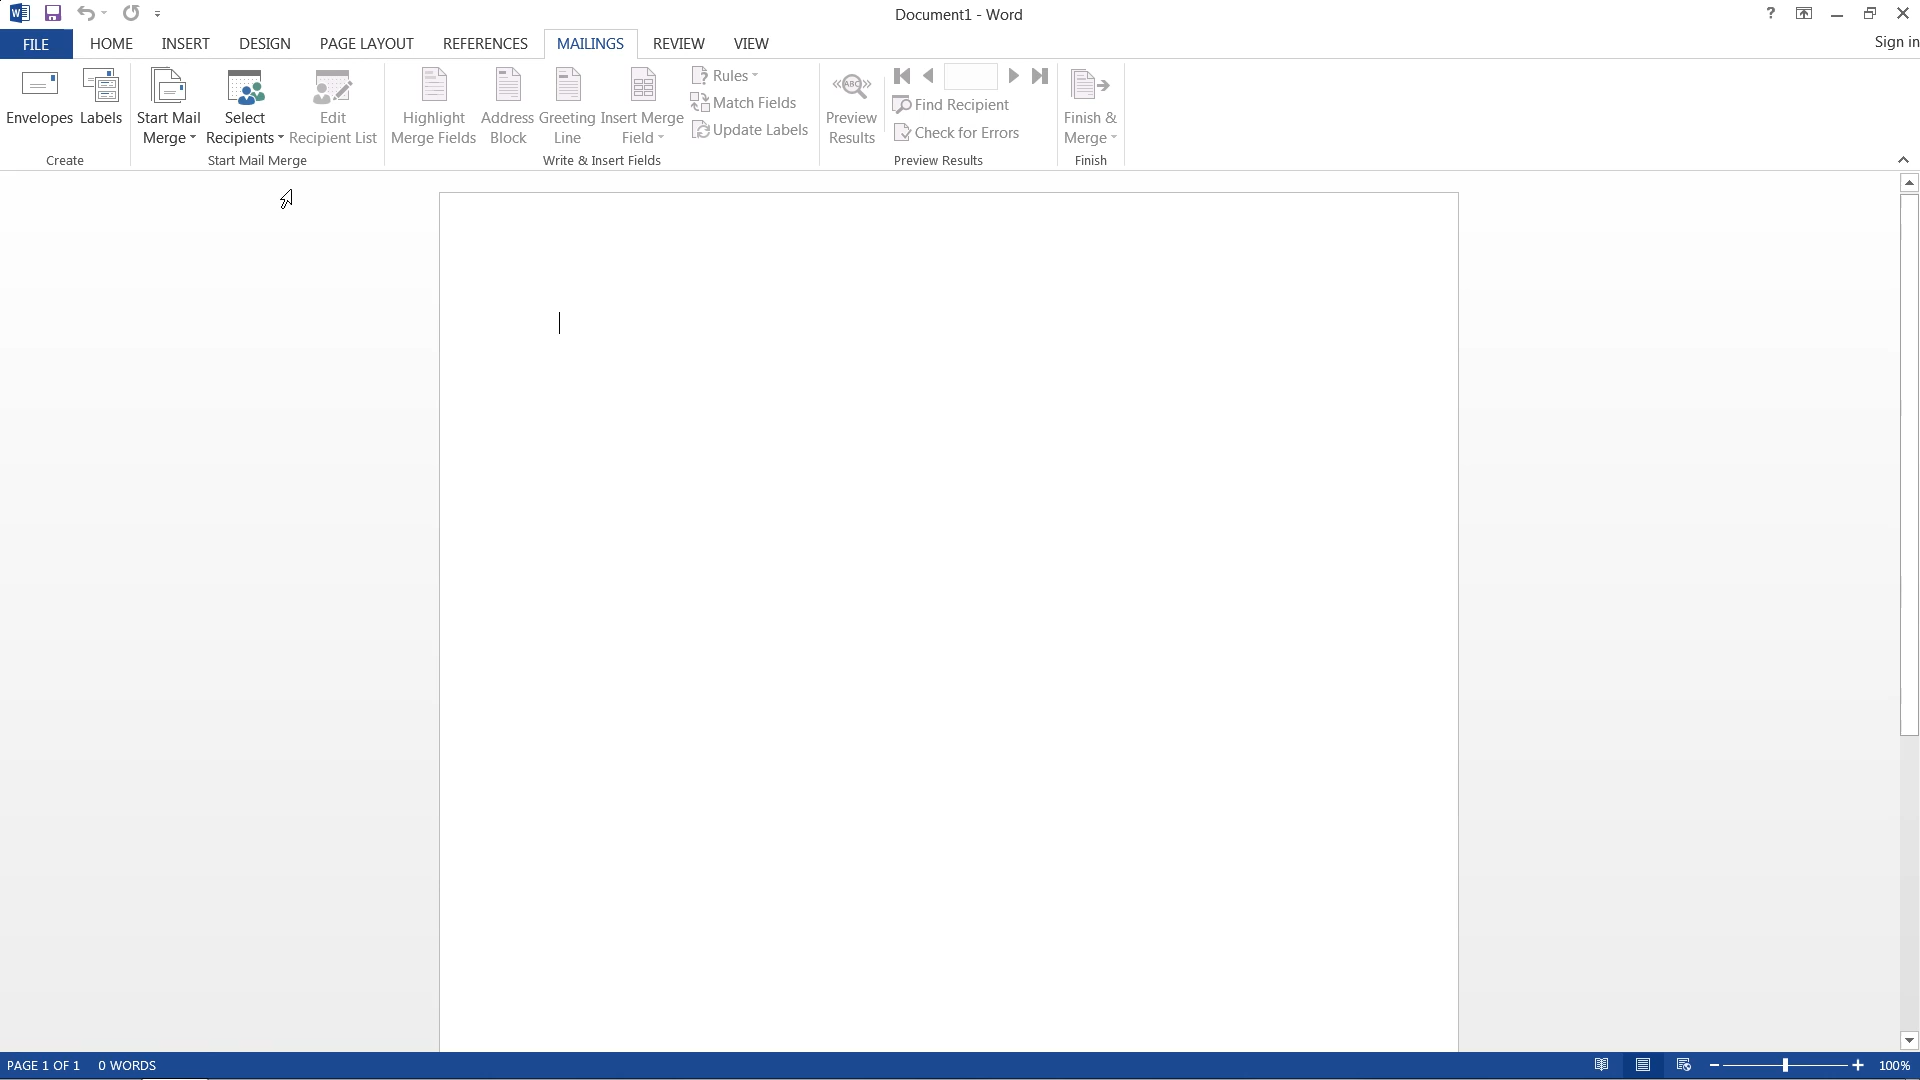 Document1 - Word
FILE HOME INSERT DESIGN PAGE LAYOUT REFERENCES MAILINGS REVIEW VIEW
Sign in
Envelopes
Labels
Start Mail
Merge
Select
Recipients
Edit
Recipient List
Highlight
Merge Fields
Address
Block
Greeting
Line
Insert Merge
Field
Rules
Match Fields
Update Labels
ABC
Preview
Results
Find Recipient
Check for Errors
Finish &
Merge
Create
Start Mail Merge
Write & Insert Fields
Preview Results
Finish
PAGE 1 OF 1 0 WORDS
100%